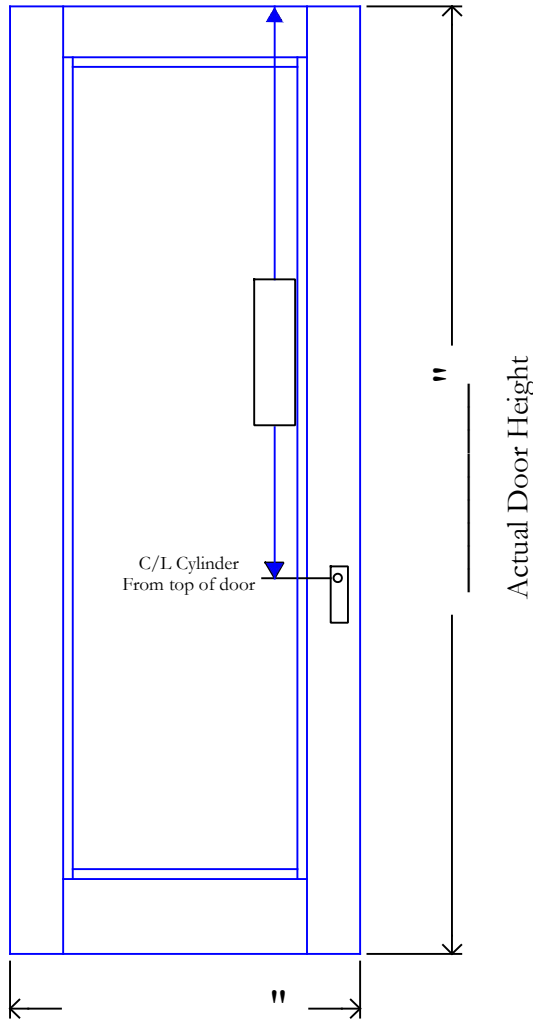 "
Actual Door Height
C/L Cylinder
From top of door
"